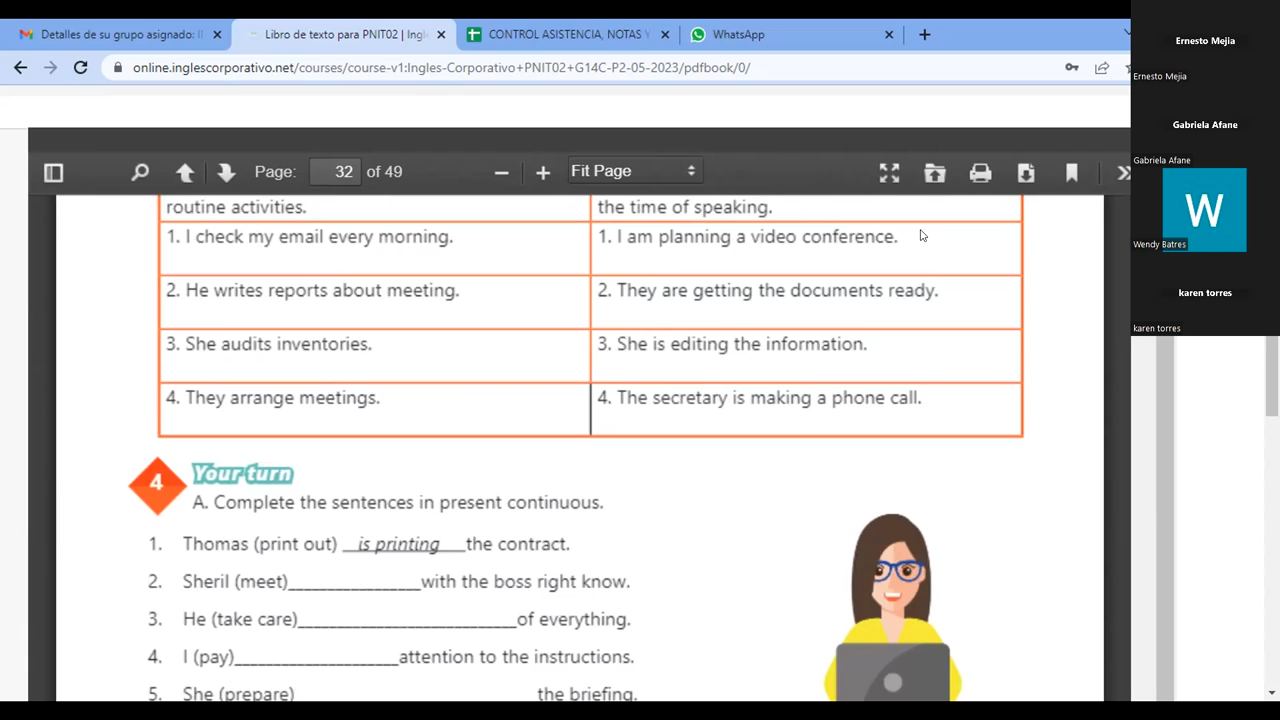 Detalles de su grupo asignado: (I
Libro de texto para PNIT02 | Ingl
CONTROL ASISTENCIA, NOTAS Y
WhatsApp
online.inglescorporativo.net/courses/course-v1:Ingles-Corporativo+PNIT02+G14C-P2-05-2023/pdfbook/0/
Page: 32 of 49
Fit Page
routine activities.
the time of speaking.
1. I check my email every morning.
1. I am planning a video conference.
2. He writes reports about meeting.
2. They are getting the documents ready.
3. She audits inventories.
3. She is editing the information.
4. They arrange meetings.
4. The secretary is making a phone call.
4
Your turn
A. Complete the sentences in present continuous.
1. Thomas (print out) __is printing___the contract.
2. Sheril (meet)________________with the boss right know.
3. He (take care)__________________________of everything.
4. I (pay)____________________attention to the instructions.
5. She (prepare)_____________________________the briefing.
Ernesto Mejia
Ernesto Mejia
Gabriela Afane
Gabriela Afane
W
Wendy Batres
karen torres
karen torres